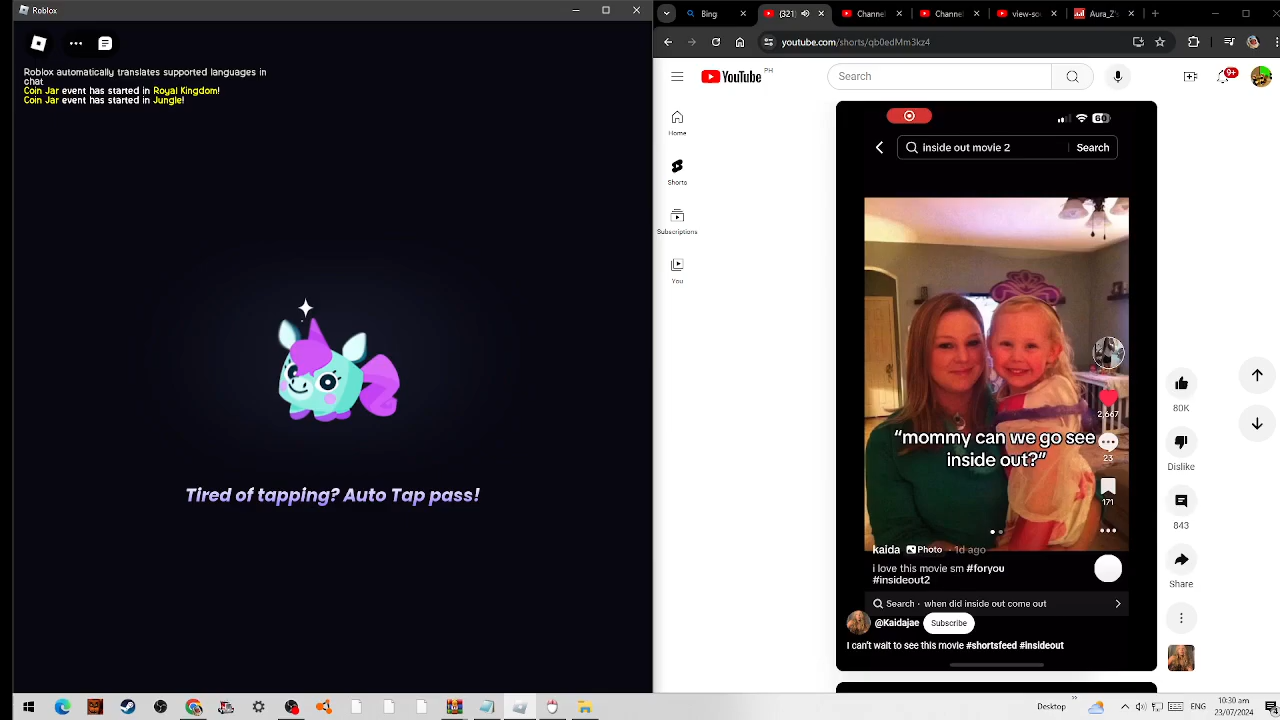 Roblox
Roblox automatically translates supported languages in
chat
Coin Jar event has started in Royal Kingdom!
Coin Jar event has started in Jungle!
Tired of tapping? Auto Tap pass!
Bing
(321)
Channel
Channel
view-so
Aura_Z
youtube.com/shorts/qb0edMm3kz4
YouTube PH
Search
9+
Home
Shorts
Subscriptions
You
60
inside out movie 2
Search
"mommy can we go see
inside out?"
2,667
23
171
kaida Photo · 1d ago
i love this movie sm #foryou
#insideout2
Search · when did inside out come out
@Kaidajae
Subscribe
I can't wait to see this movie #shortsfeed #insideout
80K
Dislike
843
Share
Desktop
ENG
10:30 am
23/07/2024